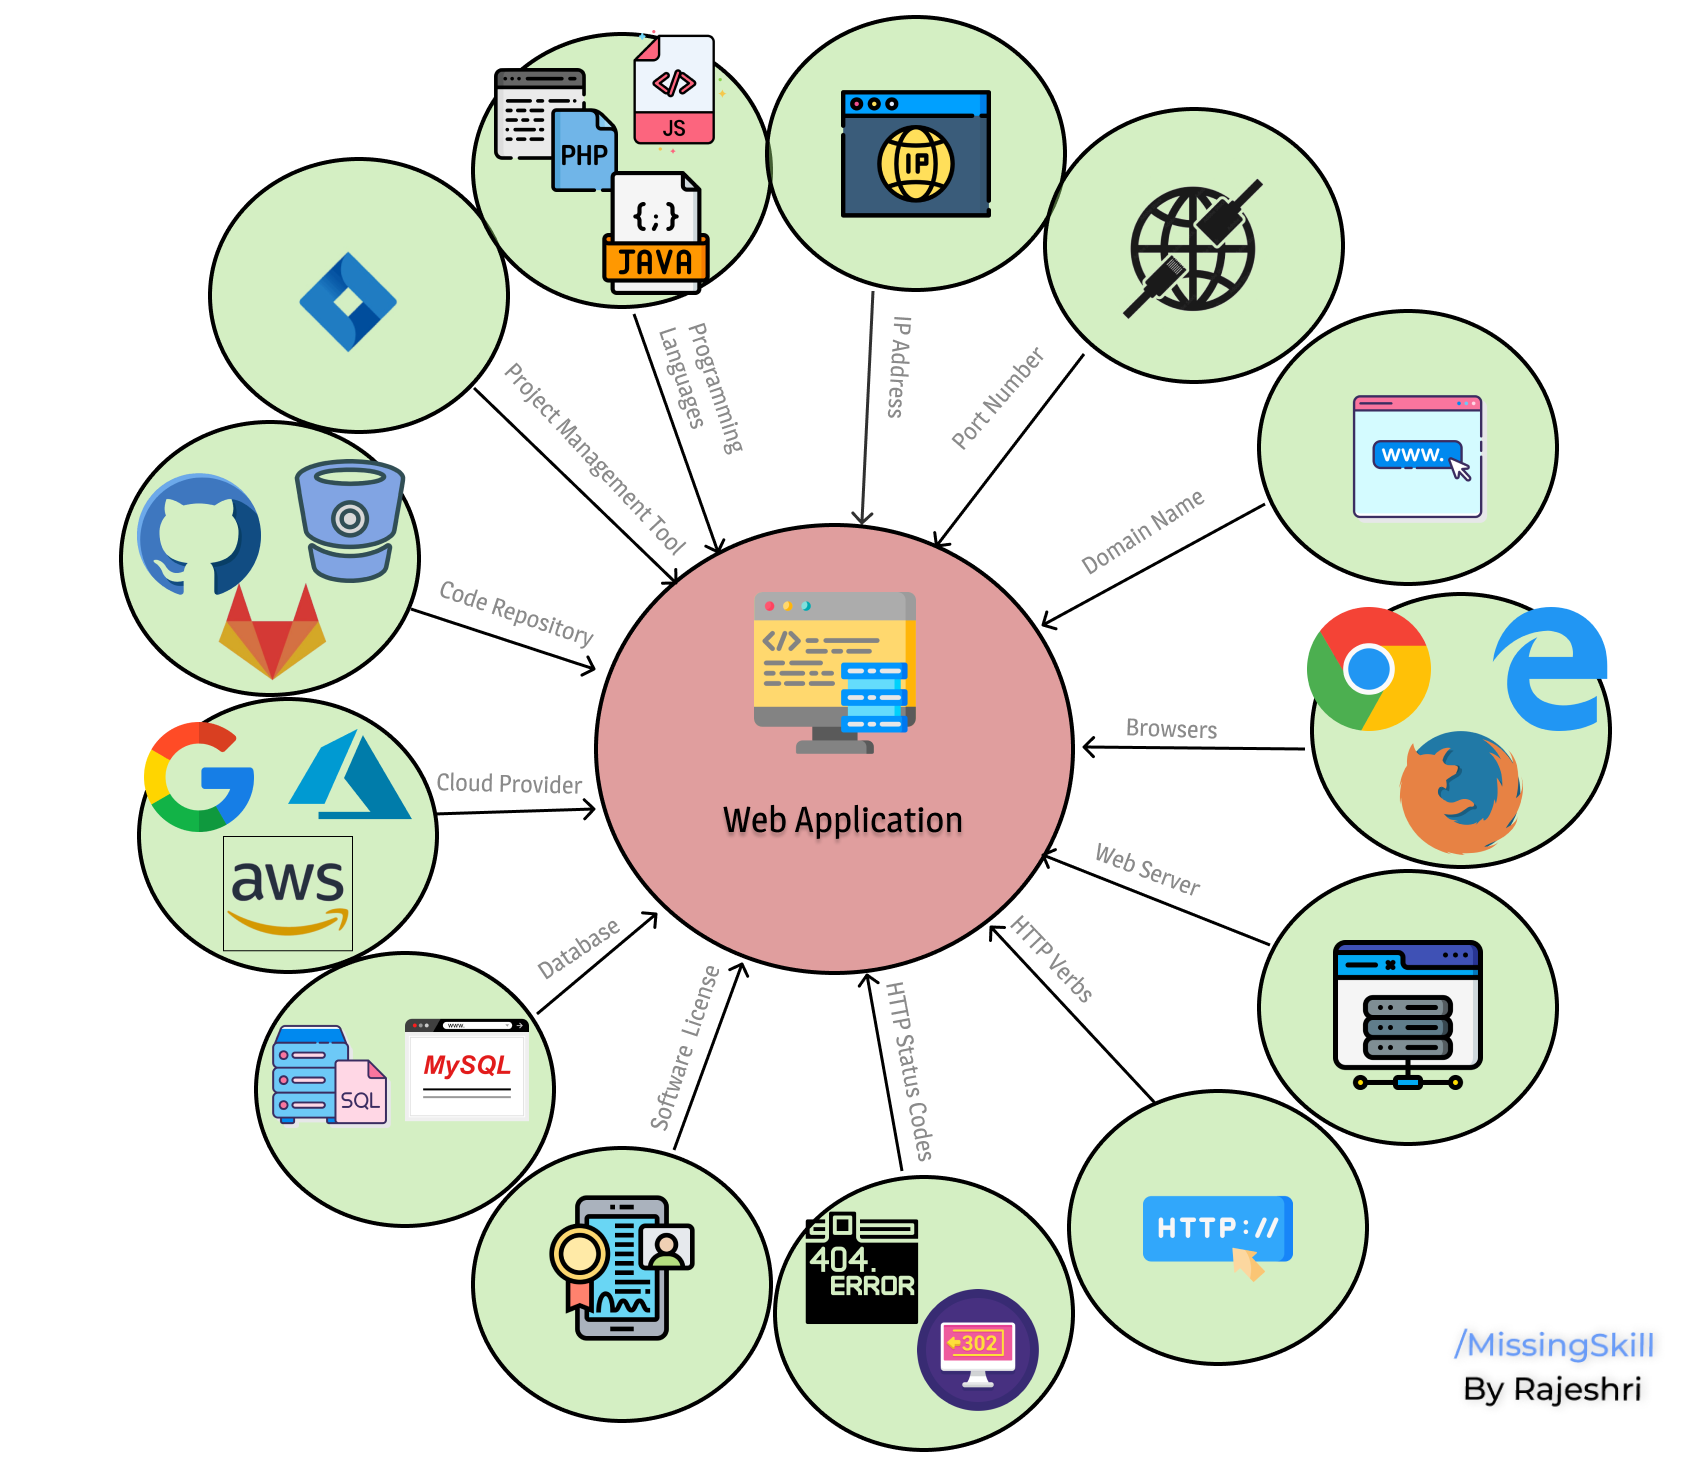 JS
PHP
{;}
JAVA
IP
Programming
Languages
IP Address
Port Number
Project Management Tool
WWW.
Domain Name
Code Repository
Browsers
Cloud Provider
Web Application
aws
Web Server
Database
HTTP Verbs
Software License
HTTP Status Codes
www.
MySQL
SQL
404.
ERROR
302
HTTP://
/MissingSkill
By Rajeshri